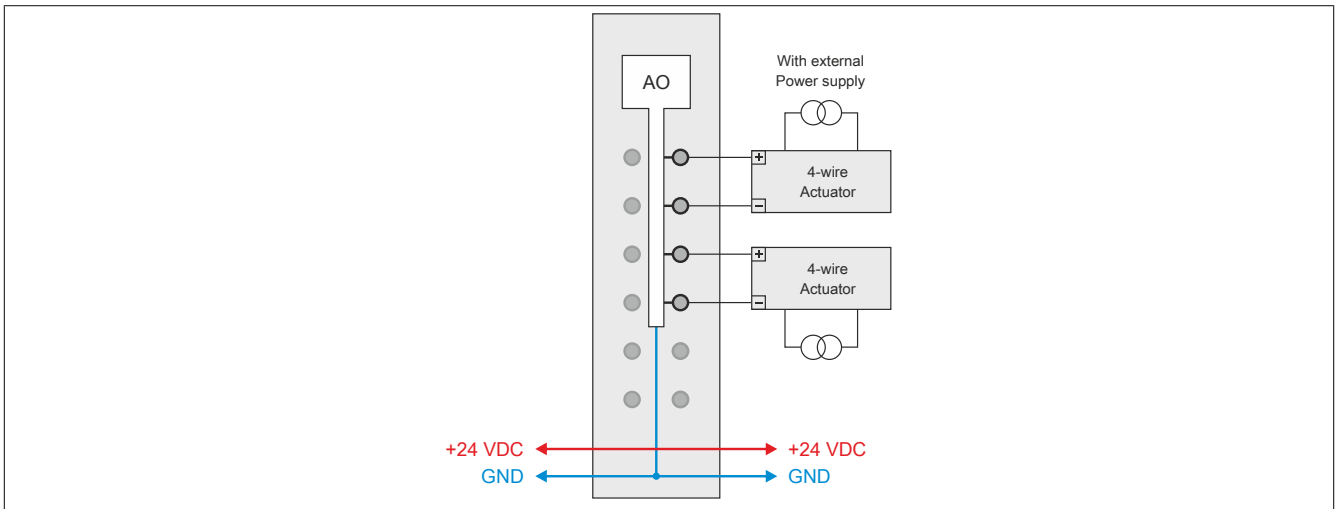 AO
With external
Power supply
+
4-wire
Actuator
−
+
4-wire
Actuator
−
+24 VDC
+24 VDC
GND
GND